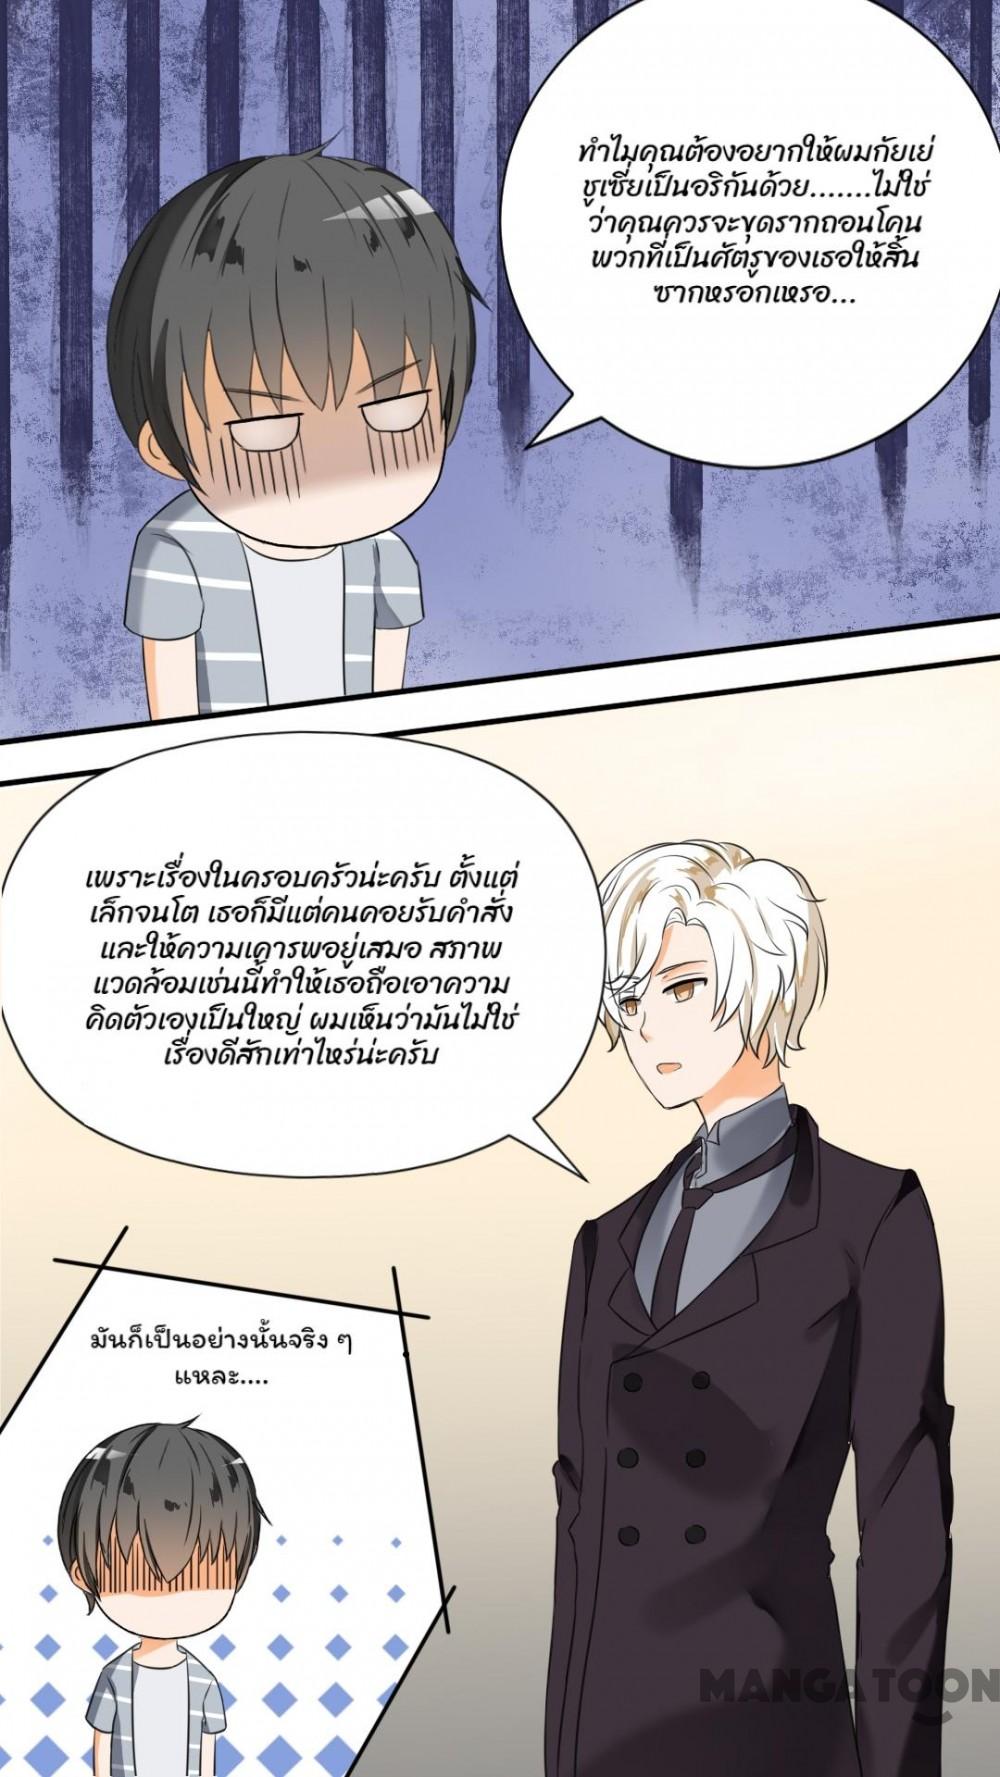 ทำไมคุณต้องอยากให้ผมกับเย่
ชูเซี่ยเป็นอริกันด้วย.......ไม่ใช่
ว่าคุณควรจะขุดรากถอนโคน
พวกที่เป็นศัตรูของเธอให้สิ้น
ซากหรอกเหรอ...
เพราะเรื่องในครอบครัวน่ะครับ ตั้งแต่
เล็กจนโต เธอก็มีแต่คนคอยรับคำสั่ง
และให้ความเคารพอยู่เสมอ สภาพ
แวดล้อมเช่นนี้ทำให้เธอถือเอาความ
คิดตัวเองเป็นใหญ่ ผมเห็นว่ามันไม่ใช่
เรื่องดีสักเท่าไหร่น่ะครับ
มันก็เป็นอย่างนั้นจริง ๆ
แหละ....
MANGATOON